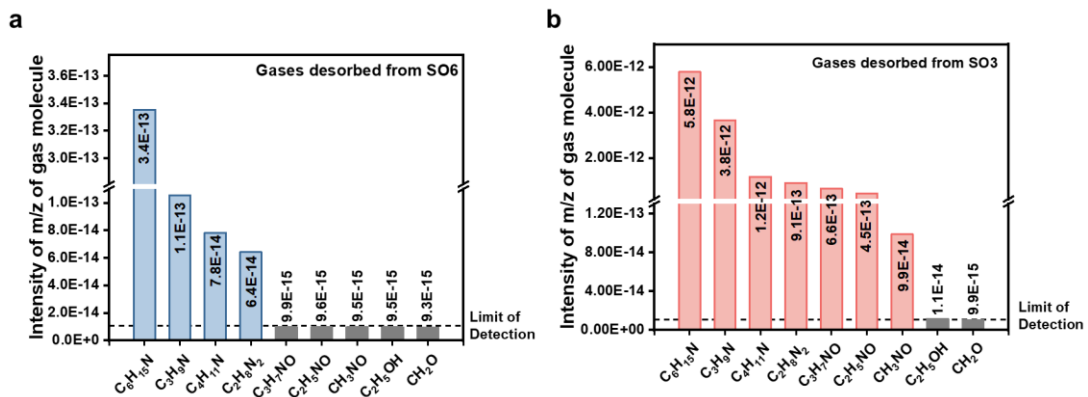 a
Intensity of m/z of gas molecule
3.6E-13
3.4E-13
3.2E-13
3.0E-13
1.0E-13
8.0E-14
6.0E-14
4.0E-14
2.0E-14
0.0E+0
Gases desorbed from SO6
3.4E-13
1.1E-13
7.8E-14
6.4E-14
9.9E-15
9.6E-15
9.5E-15
9.5E-15
9.3E-15
Limit of
Detection
C₆H₁₅N
C₃H₉N
C₄H₁₁N
C₂H₈N₂
C₃H₇NO
C₂H₅NO
CH₃NO
C₂H₅OH
CH₂O
b
Intensity of m/z of gas molecule
6.00E-12
4.00E-12
2.00E-12
1.20E-13
8.00E-14
4.00E-14
0.00E+00
Gases desorbed from SO3
5.8E-12
3.8E-12
1.2E-12
9.1E-13
6.6E-13
4.5E-13
9.9E-14
1.1E-14
9.9E-15
Limit of
Detection
C₆H₁₅N
C₃H₉N
C₄H₁₁N
C₂H₈N₂
C₃H₇NO
C₂H₅NO
CH₃NO
C₂H₅OH
CH₂O